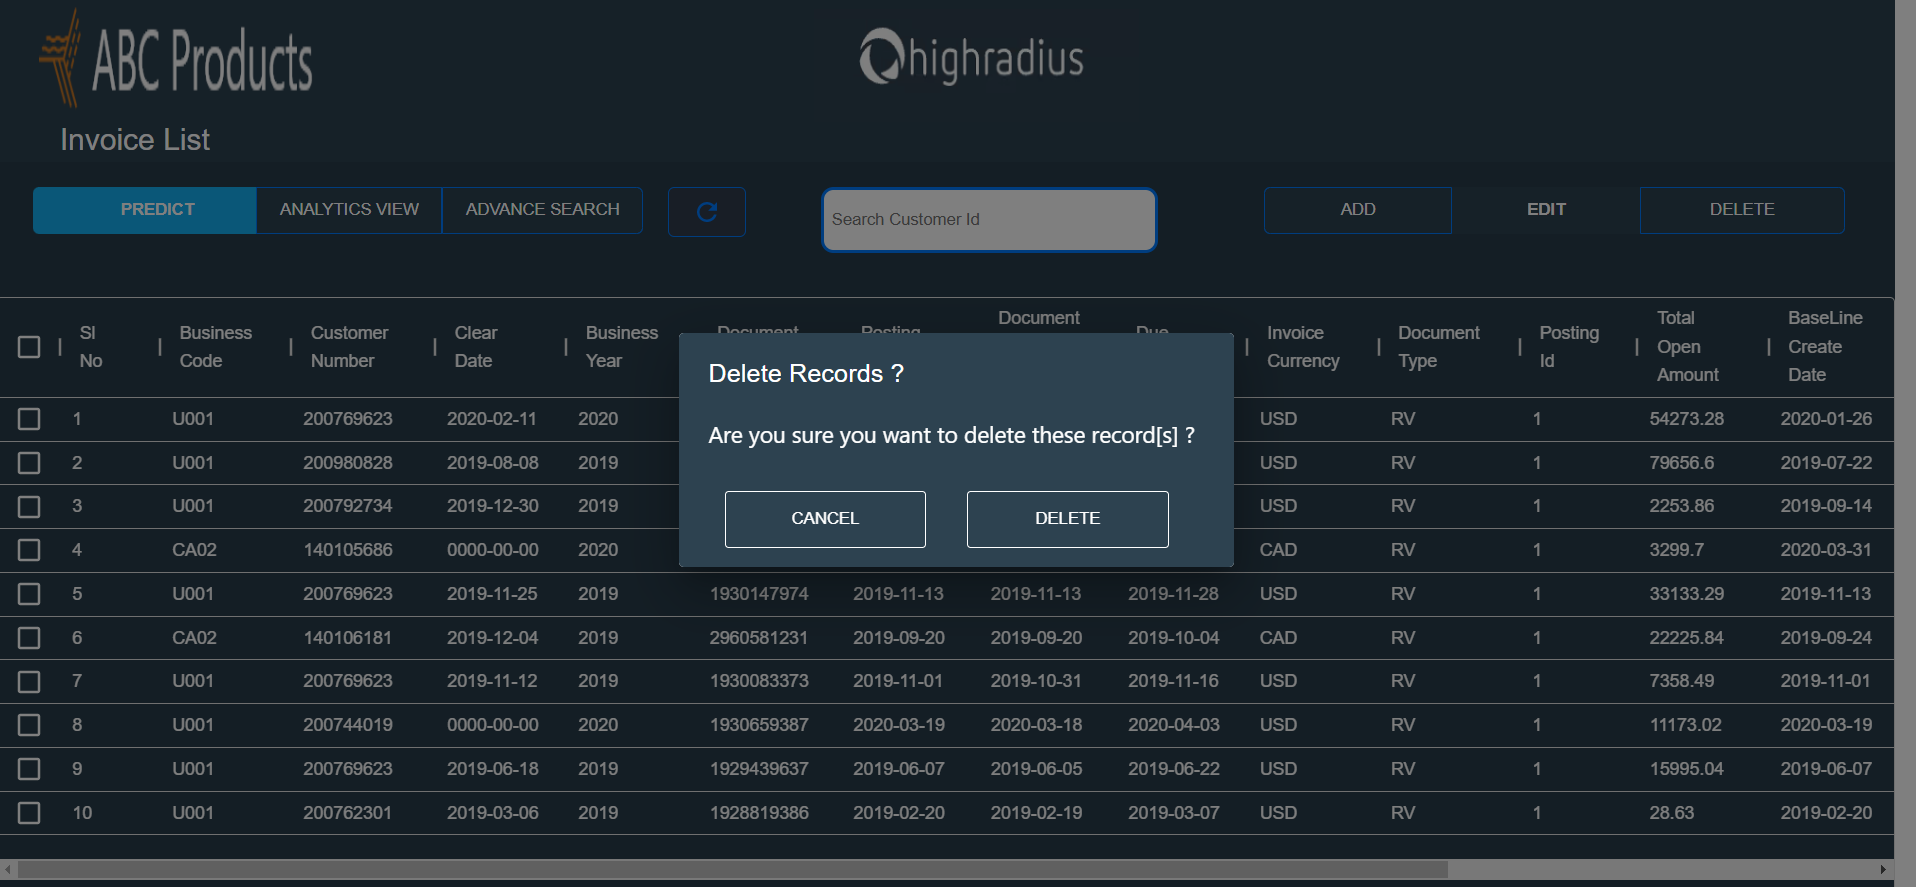 ABC Products
highradius
Invoice List
PREDICT ANALYTICS VIEW ADVANCE SEARCH Search Customer Id ADD EDIT DELETE
Sl No | Business Code | Customer Number | Clear Date | Business Year Document Posting Document Due | Invoice Currency | Document Type | Posting Id | Total Open Amount | BaseLine Create Date
Delete Records ?
Are you sure you want to delete these record[s] ?
CANCEL DELETE
1 U001 200769623 2020-02-11 2020 USD RV 1 54273.28 2020-01-26
2 U001 200980828 2019-08-08 2019 USD RV 1 79656.6 2019-07-22
3 U001 200792734 2019-12-30 2019 USD RV 1 2253.86 2019-09-14
4 CA02 140105686 0000-00-00 2020 CAD RV 1 3299.7 2020-03-31
5 U001 200769623 2019-11-25 2019 1930147974 2019-11-13 2019-11-13 2019-11-28 USD RV 1 33133.29 2019-11-13
6 CA02 140106181 2019-12-04 2019 2960581231 2019-09-20 2019-09-20 2019-10-04 CAD RV 1 22225.84 2019-09-24
7 U001 200769623 2019-11-12 2019 1930083373 2019-11-01 2019-10-31 2019-11-16 USD RV 1 7358.49 2019-11-01
8 U001 200744019 0000-00-00 2020 1930659387 2020-03-19 2020-03-18 2020-04-03 USD RV 1 11173.02 2020-03-19
9 U001 200769623 2019-06-18 2019 1929439637 2019-06-07 2019-06-05 2019-06-22 USD RV 1 15995.04 2019-06-07
10 U001 200762301 2019-03-06 2019 1928819386 2019-02-20 2019-02-19 2019-03-07 USD RV 1 28.63 2019-02-20